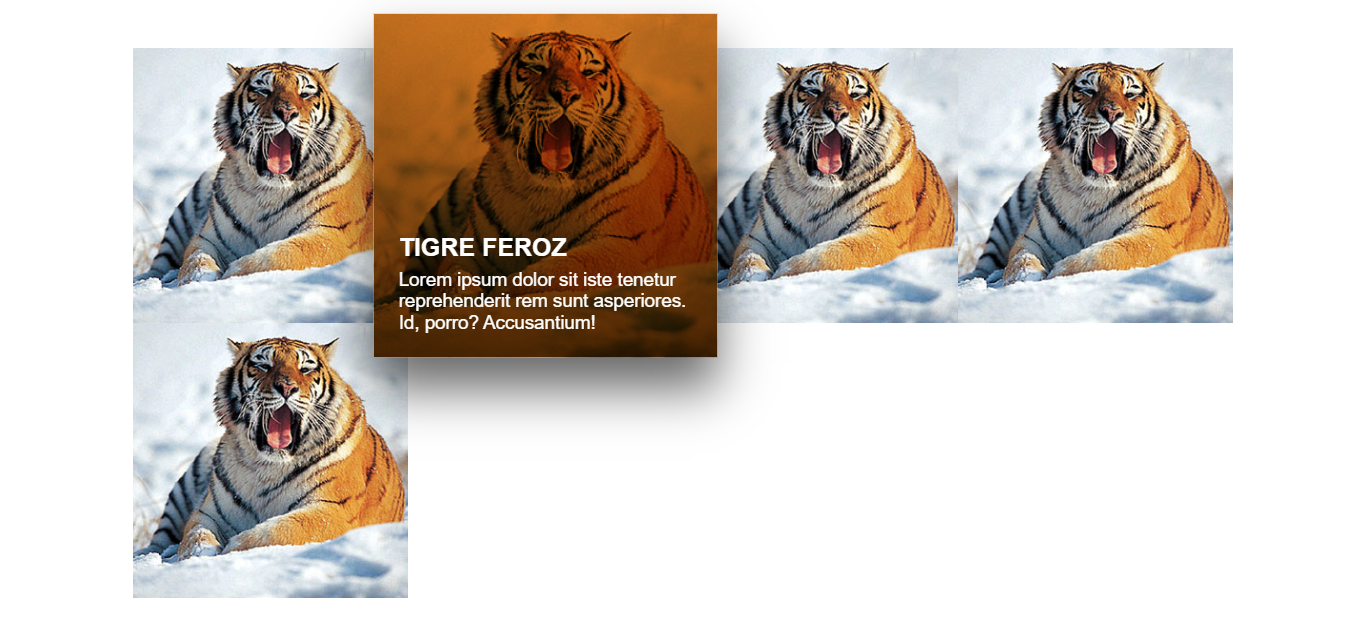 TIGRE FEROZ
Lorem ipsum dolor sit iste tenetur
reprehenderit rem sunt asperiores.
Id, porro? Accusantium!